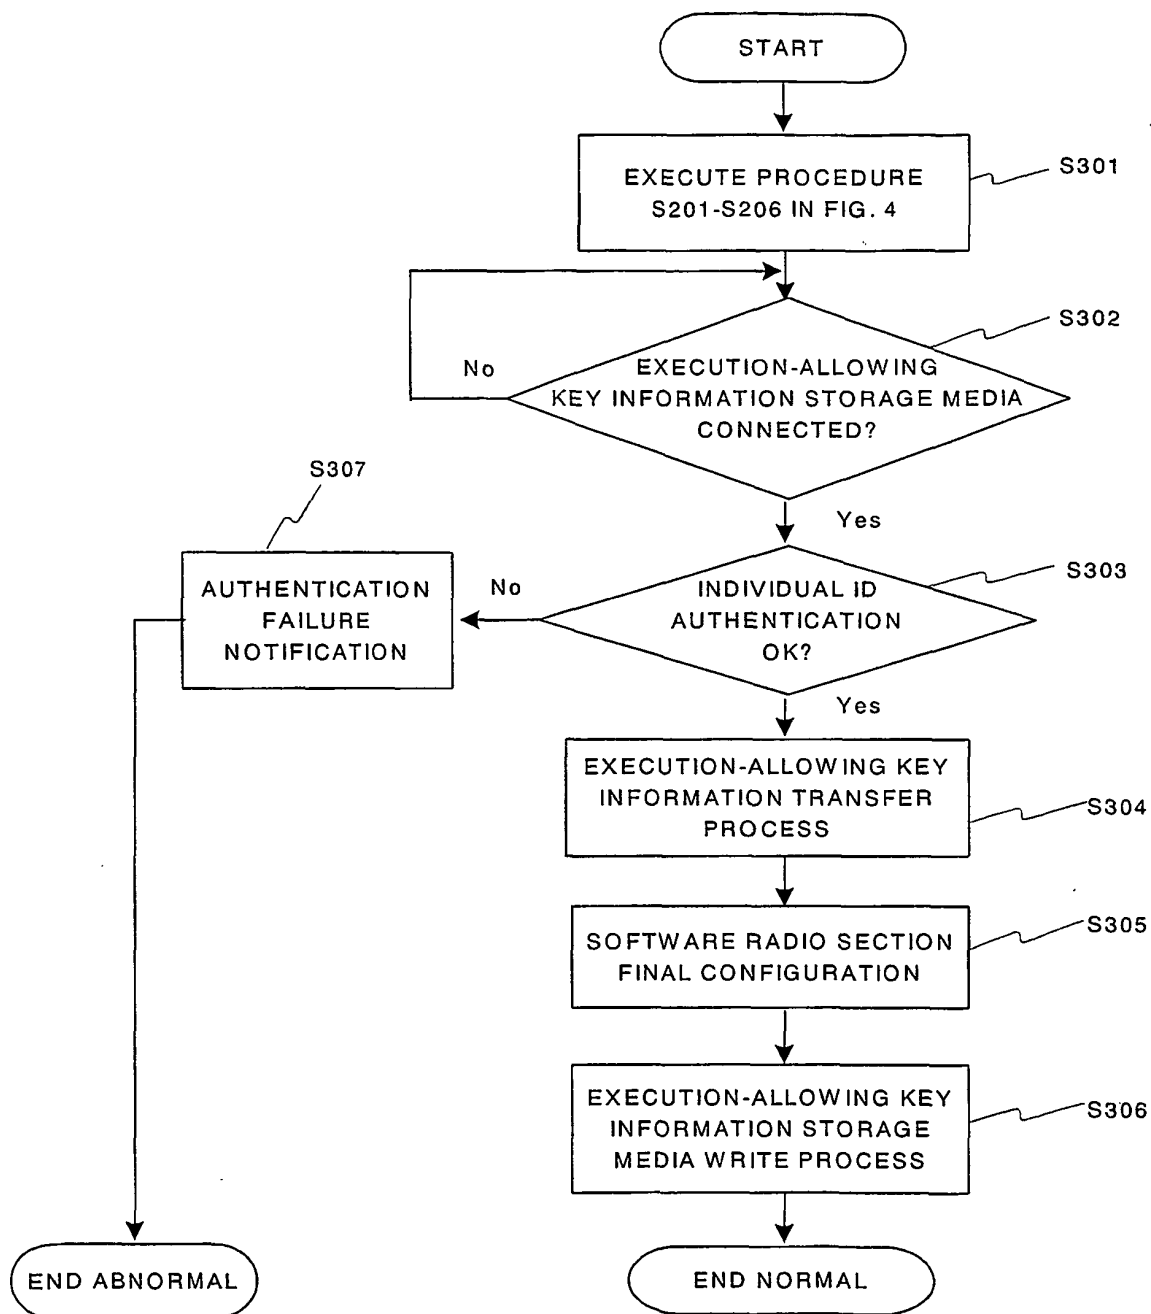 START
EXECUTE PROCEDURE
S201-S206 IN FIG. 4
S301
S302
No
EXECUTION-ALLOWING
KEY INFORMATION STORAGE MEDIA
CONNECTED?
Yes
S307
AUTHENTICATION
FAILURE
NOTIFICATION
No
INDIVIDUAL ID
AUTHENTICATION
OK?
S303
Yes
EXECUTION-ALLOWING KEY
INFORMATION TRANSFER
PROCESS
S304
SOFTWARE RADIO SECTION
FINAL CONFIGURATION
S305
EXECUTION-ALLOWING KEY
INFORMATION STORAGE
MEDIA WRITE PROCESS
S306
END ABNORMAL
END NORMAL